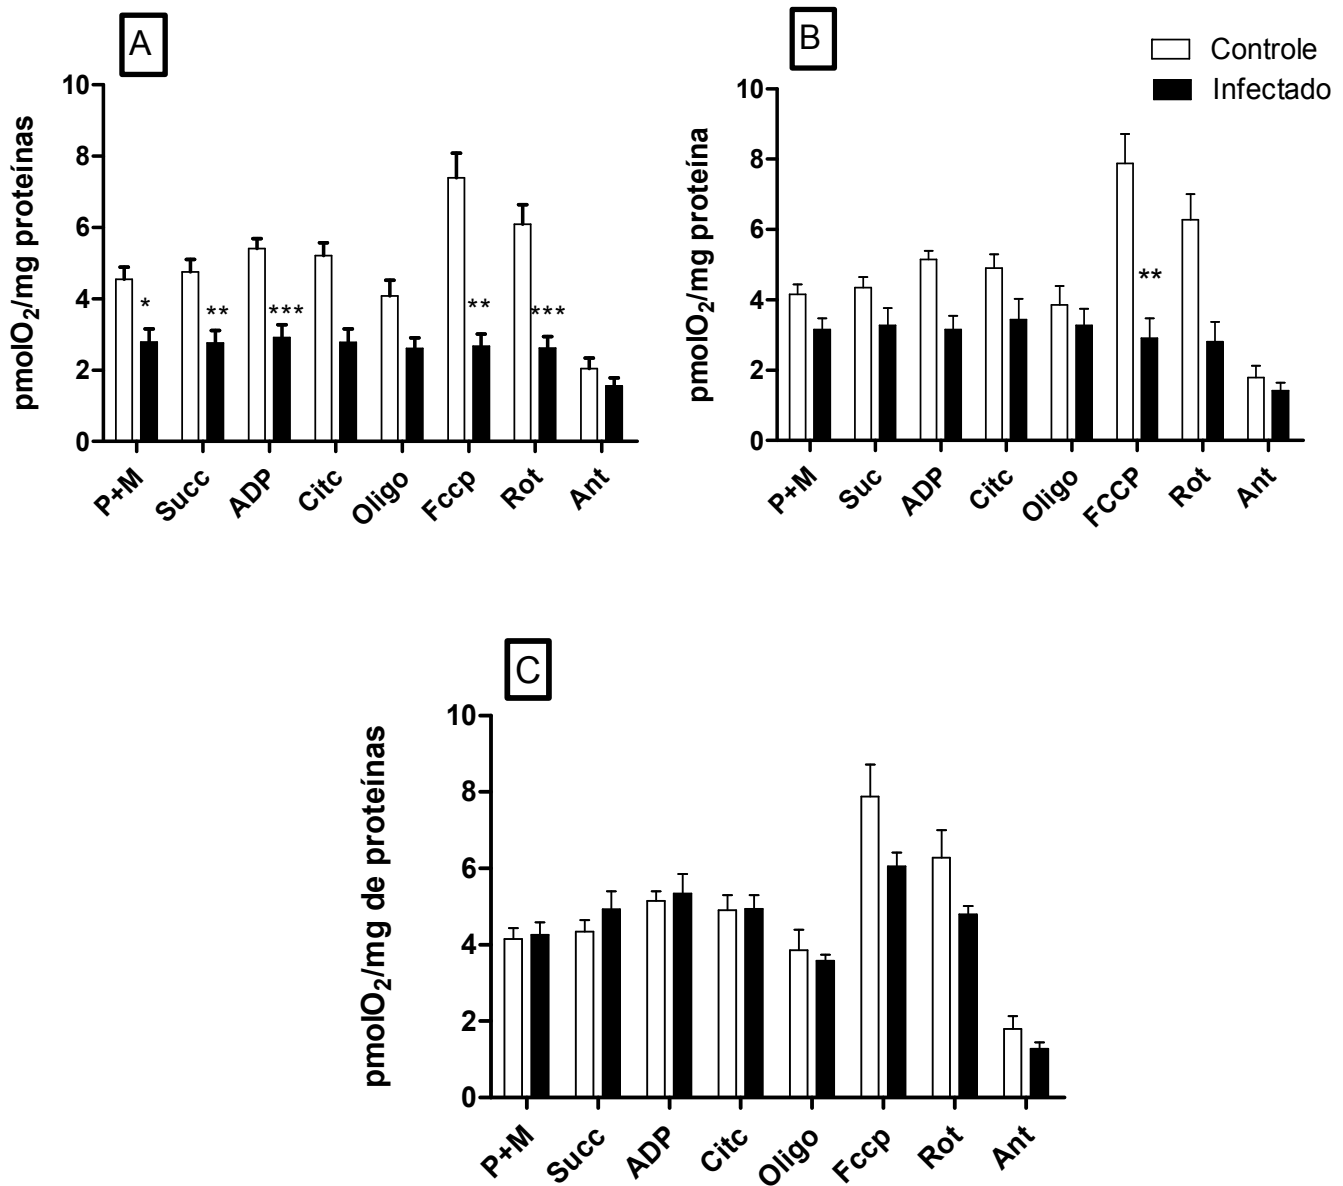 A
10
8
6
4
2
0
pmolO2/mg proteínas
*
**
***
**
***
P+M
Succ
ADP
Citc
Oligo
Fccp
Rot
Ant
B
Controle
Infectado
10
8
6
4
2
0
pmolO2/mg proteína
**
P+M
Suc
ADP
Citc
Oligo
FCCP
Rot
Ant
C
10
8
6
4
2
0
pmolO2/mg de proteínas
P+M
Succ
ADP
Citc
Oligo
Fccp
Rot
Ant